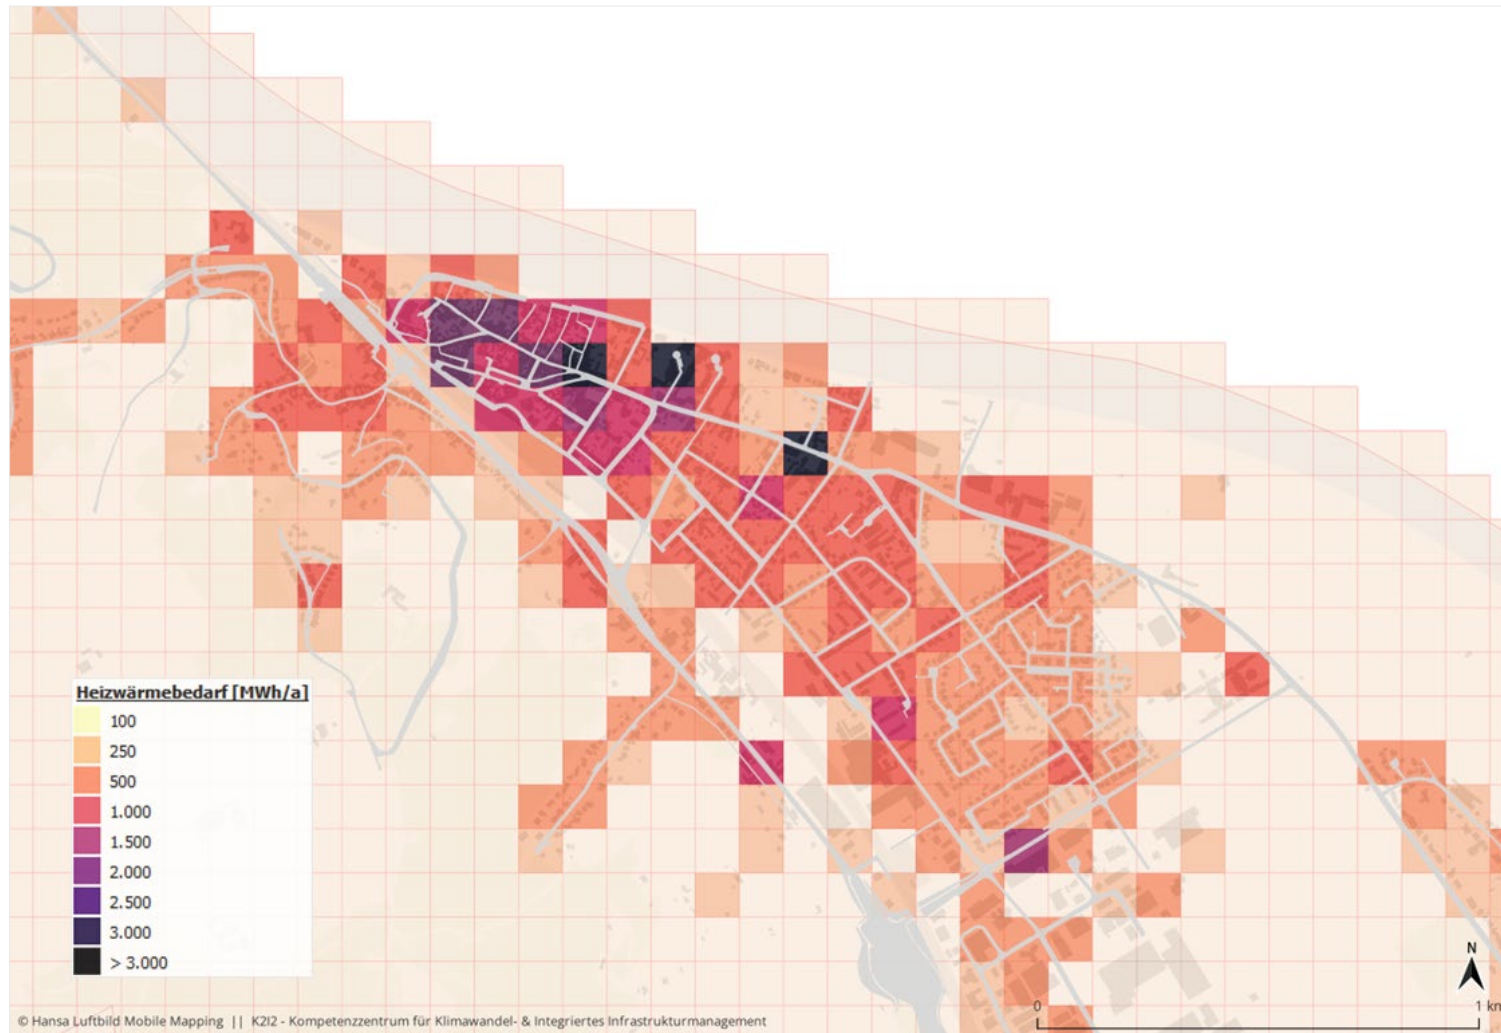 Heizwärmebedarf [MWh/a]
100
250
500
1.000
1.500
2.000
2.500
3.000
> 3.000
N
0
1 km
© Hansa Luftbild Mobile Mapping || K2I2 - Kompetenzzentrum für Klimawandel- & Integriertes Infrastrukturmanagement